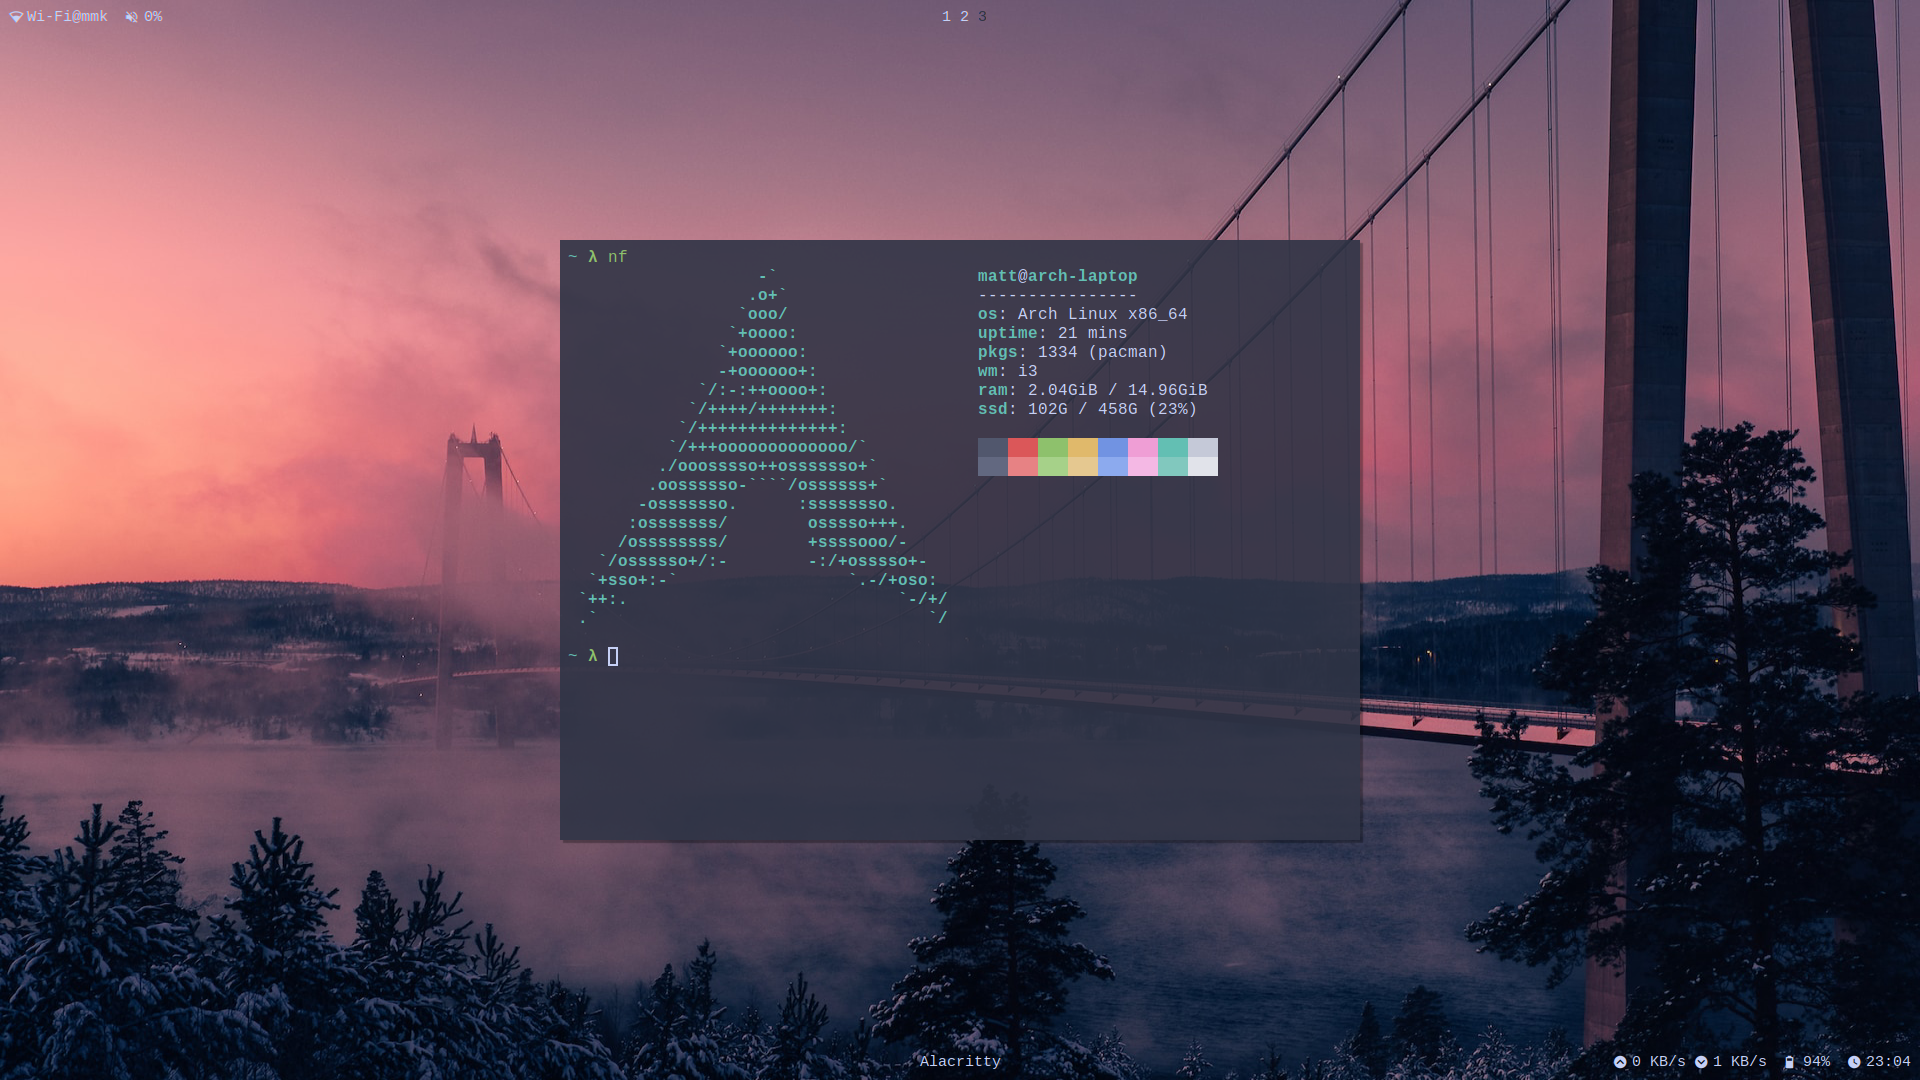 Wi-Fi@mmk 0% 1 2 3
~ λ nf
                   -`
                  .o+`
                 `ooo/
                `+oooo:
               `+oooooo:
               -+oooooo+:
             `/:-:++oooo+:
            `/++++/+++++++:
           `/++++++++++++++:
          `/+++ooooooooooooo/`
         ./ooosssso++osssssso+`
        .oossssso-````/ossssss+`
       -osssssso.      :ssssssso.
      :osssssss/        osssso+++.
     /ossssssss/        +ssssooo/-
   `/ossssso+/:-        -:/+osssso+-
  `+sso+:-`                 `.-/+oso:
 `++:.                           `-/+/
 .`                                 `/
matt@arch-laptop
----------------
os: Arch Linux x86_64
uptime: 21 mins
pkgs: 1334 (pacman)
wm: i3
ram: 2.04GiB / 14.96GiB
ssd: 102G / 458G (23%)
~ λ
Alacritty 0 KB/s 1 KB/s 94% 23:04